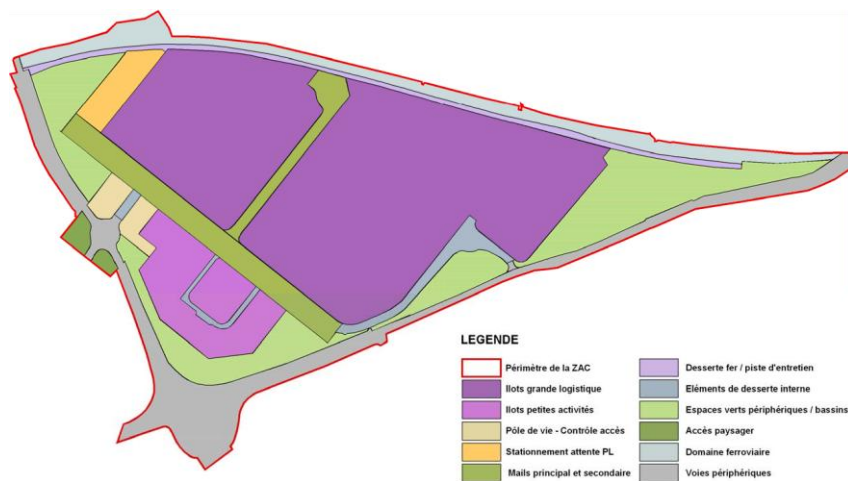 LEGENDE
Périmètre de la ZAC
Ilots grande logistique
Ilots petites activités
Pôle de vie - Contrôle accès
Stationnement attente PL
Mails principal et secondaire
Desserte fer / piste d'entretien
Eléments de desserte interne
Espaces verts périphériques / bassins
Accès paysager
Domaine ferroviaire
Voies périphériques